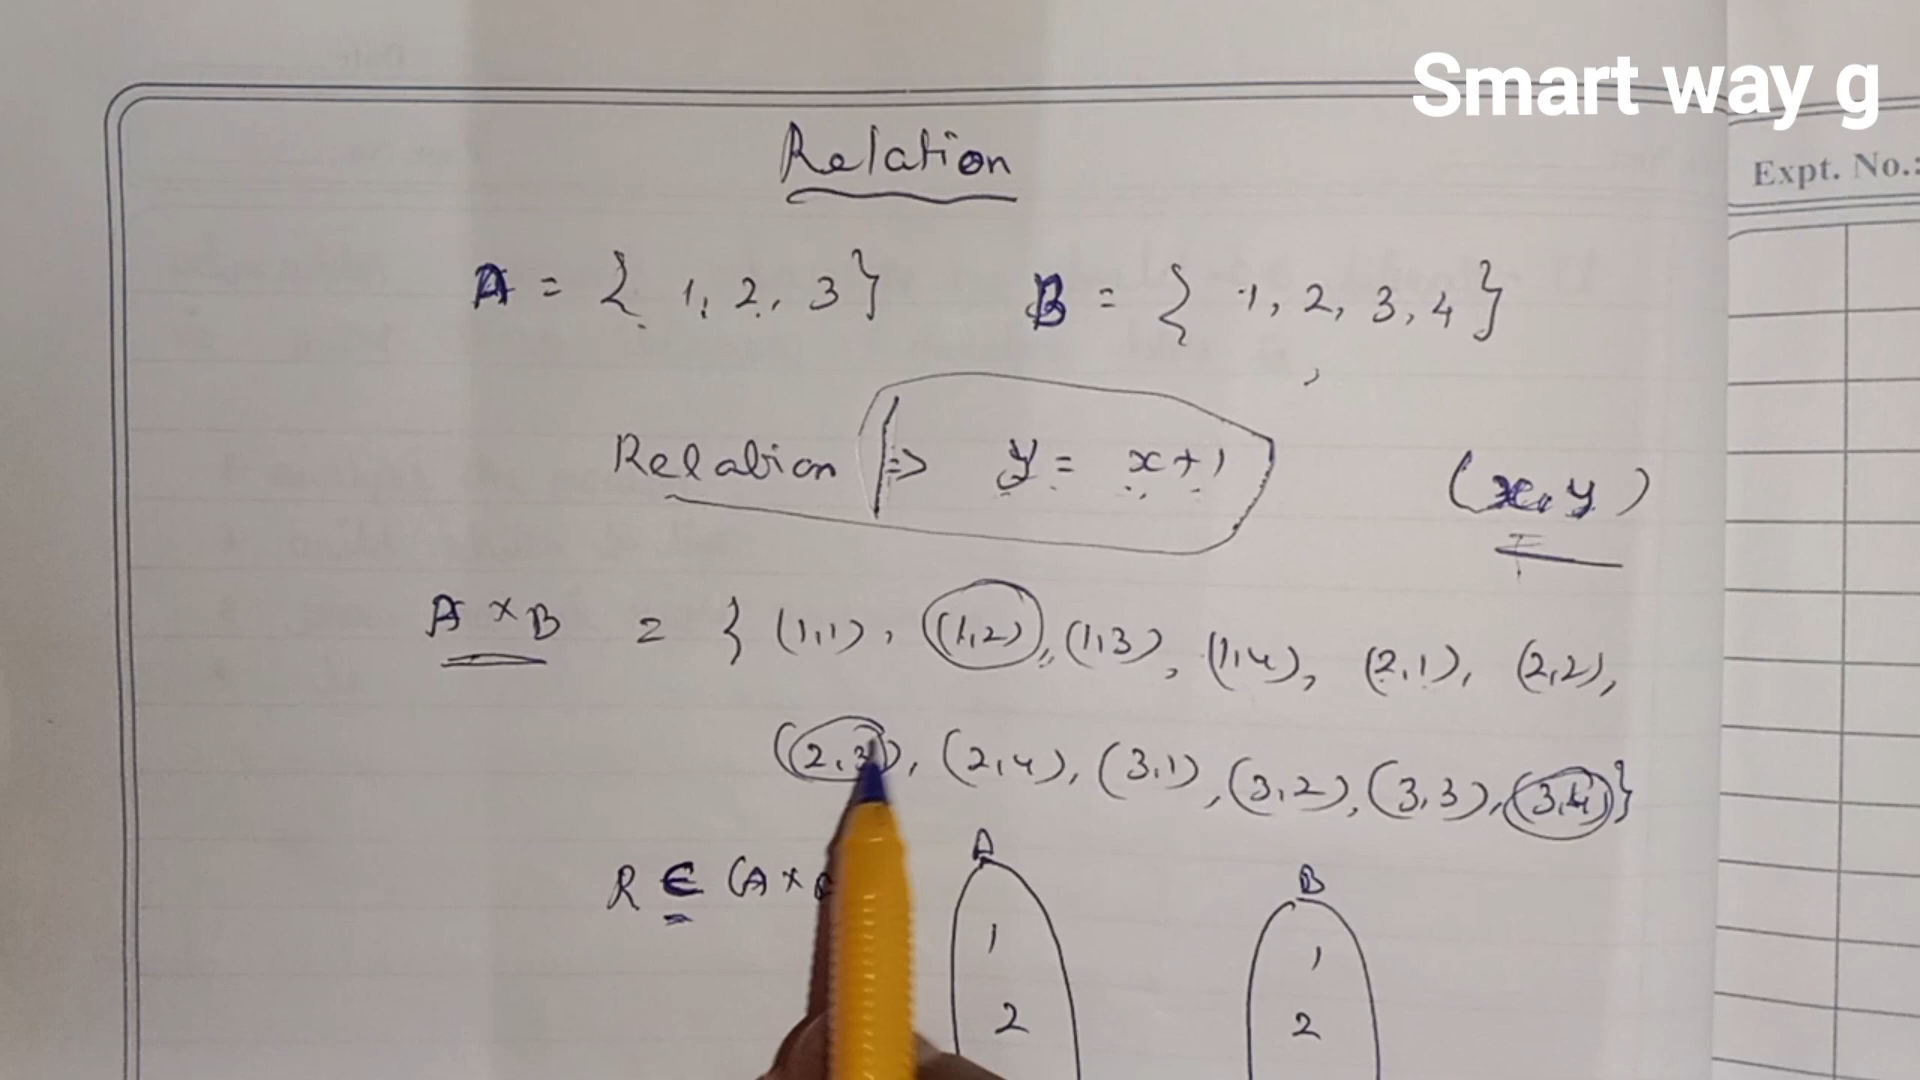 Smart way g
Expt. No.:
Relation
A = { 1, 2, 3 } B = { 1, 2, 3, 4 }
Relation ⇒ y = x + 1 (x, y)
A × B = { (1,1), (1,2), (1,3), (1,4), (2,1), (2,2),
(2,3), (2,4), (3,1), (3,2), (3,3), (3,4) }
R ∈ (A ×
A B
1 1
2 2